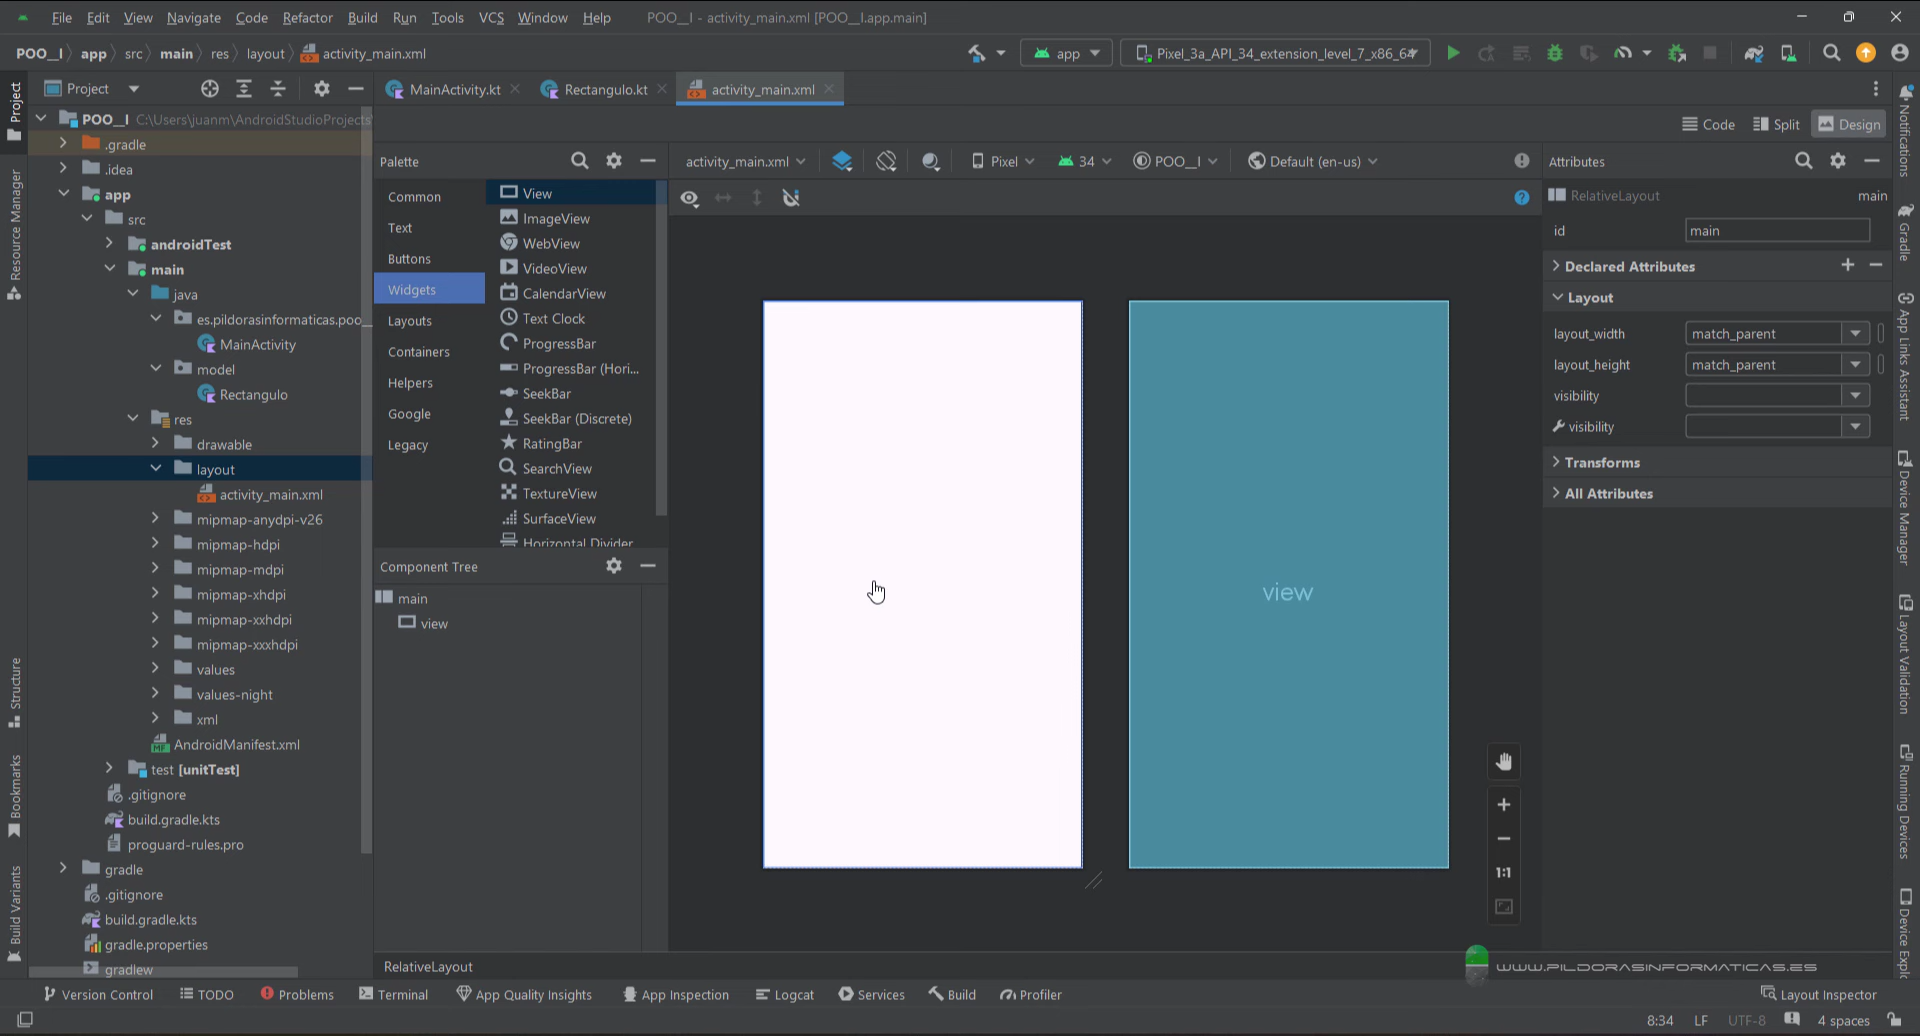 File Edit View Navigate Code Refactor Build Run Tools VCS Window Help POO__I - activity_main.xml [POO__I.app.main]
POO__I app src main res layout activity_main.xml
app Pixel_3a_API_34_extension_level_7_x86_64
Project
MainActivity.kt Rectangulo.kt activity_main.xml
Code Split Design
POO__I C:\Users\juanm\AndroidStudioProjects
.gradle
.idea
app
src
androidTest
main
java
es.pildorasinformaticas.poo_
MainActivity
model
Rectangulo
res
drawable
layout
activity_main.xml
mipmap-anydpi-v26
mipmap-hdpi
mipmap-mdpi
mipmap-xhdpi
mipmap-xxhdpi
mipmap-xxxhdpi
values
values-night
xml
AndroidManifest.xml
test [unitTest]
.gitignore
build.gradle.kts
proguard-rules.pro
gradle
.gitignore
build.gradle.kts
gradle.properties
gradlew
Project
Resource Manager
Structure
Bookmarks
Build Variants
Palette
Common
Text
Buttons
Widgets
Layouts
Containers
Helpers
Google
Legacy
View
ImageView
WebView
VideoView
CalendarView
Text Clock
ProgressBar
ProgressBar (Hori...
SeekBar
SeekBar (Discrete)
RatingBar
SearchView
TextureView
SurfaceView
Horizontal Divider
Component Tree
main
view
activity_main.xml Pixel 34 POO__I Default (en-us)
view
1:1
RelativeLayout
Attributes
RelativeLayout main
id main
Declared Attributes
Layout
layout_width match_parent
layout_height match_parent
visibility
visibility
Transforms
All Attributes
Notifications
Gradle
App Links Assistant
Device Manager
Layout Validation
Running Devices
Device Explo
WWW.PILDORASINFORMATICAS.ES
Version Control TODO Problems Terminal App Quality Insights App Inspection Logcat Services Build Profiler Layout Inspector
8:34 LF UTF-8 4 spaces